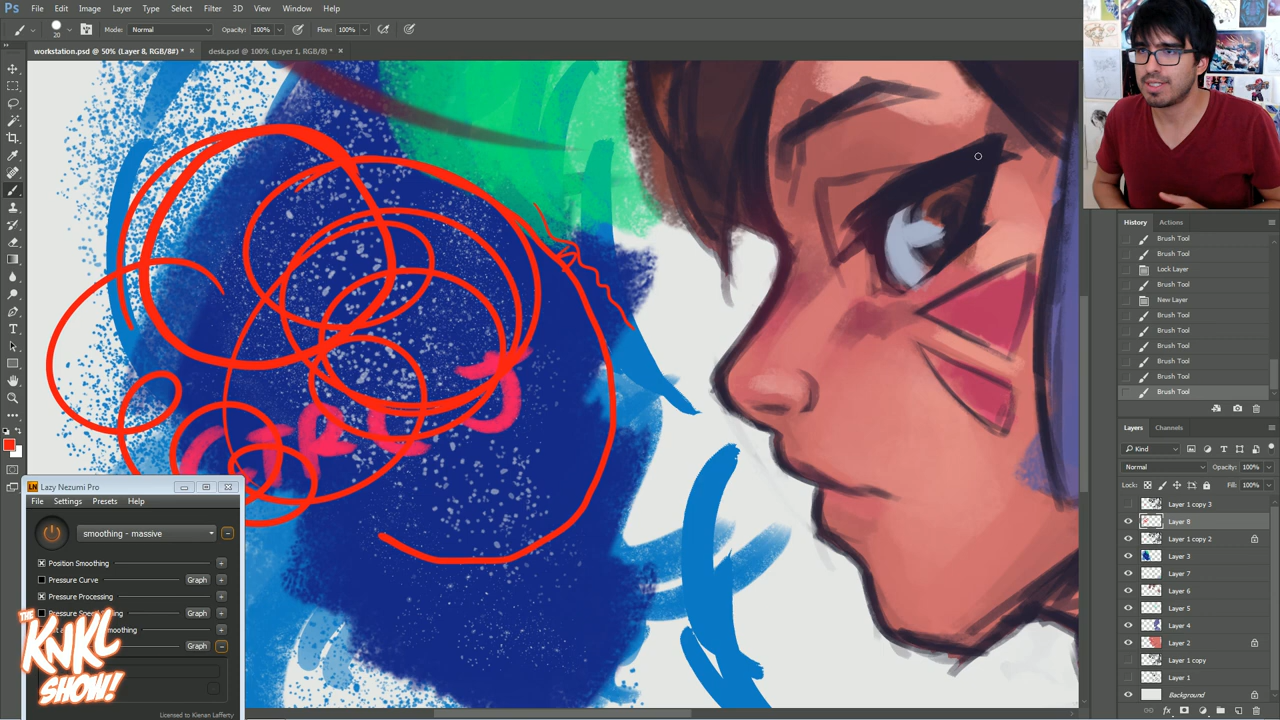 Ps File Edit Image Layer Type Select Filter 3D View Window Help
20 Mode: Normal Opacity: 100% Flow: 100%
workstation.psd @ 50% (Layer 8, RGB/8#) * × desk.psd @ 100% (Layer 1, RGB/8) * ×
History Actions
Brush Tool
Brush Tool
Lock Layer
Brush Tool
New Layer
Brush Tool
Brush Tool
Brush Tool
Brush Tool
Brush Tool
Brush Tool
Layers Channels
Kind
Normal Opacity: 100%
Lock: Fill: 100%
Layer 1 copy 3
Layer 8
Layer 1 copy 2
Layer 3
Layer 7
Layer 6
Layer 5
Layer 4
Layer 2
Layer 1 copy
Layer 1
Background
fx
LN Lazy Nezumi Pro
File Settings Presets Help
smoothing - massive
Position Smoothing
Pressure Curve Graph
Pressure Processing
Graph
Graph
Licensed to Kienan Lafferty
THE
KNKL
SHOW!